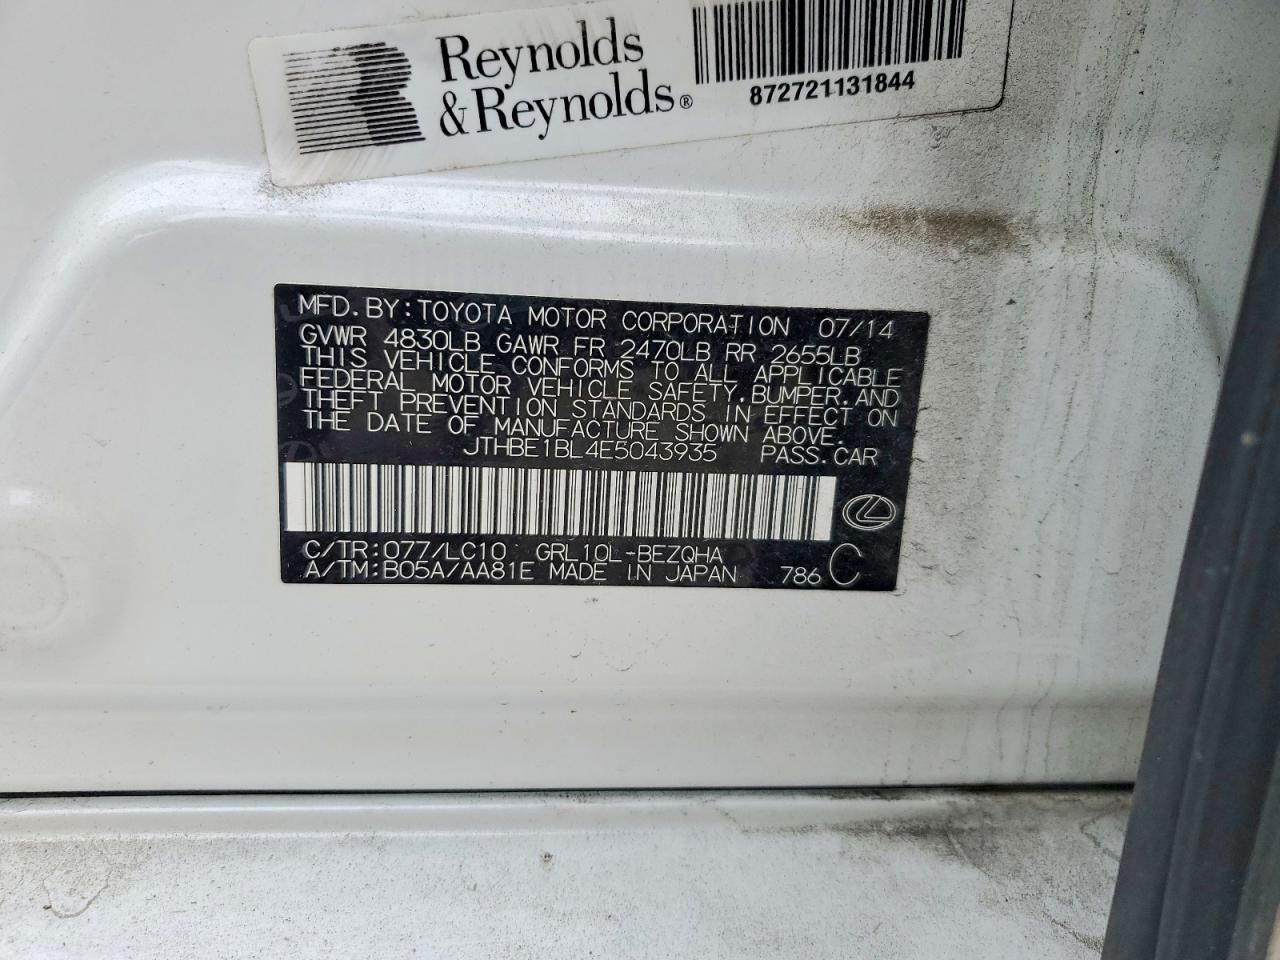 Reynolds
& Reynolds®
872721131844
MFD.BY:TOYOTA MOTOR CORPORATION 07/14
GVWR 4830LB GAWR FR 2470LB RR 2655LB
THIS VEHICLE CONFORMS TO ALL APPLICABLE
FEDERAL MOTOR VEHICLE SAFETY,BUMPER,AND
THEFT PREVENTION STANDARDS IN EFFECT ON
THE DATE OF MANUFACTURE SHOWN ABOVE.
JTHBE1BL4E5043935 PASS.CAR
C/TR:077/LC10 GRL10L-BEZQHA
A/TM:B05A/AA81E MADE IN JAPAN 786 C